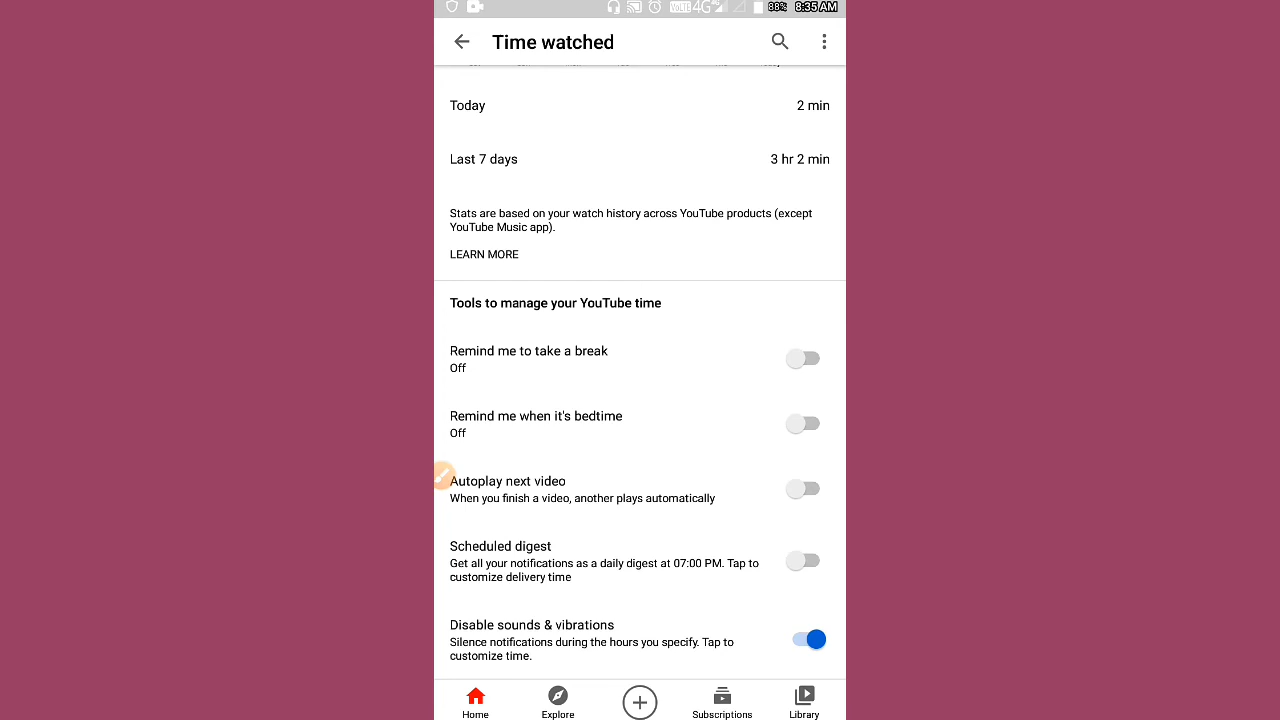 VoLTE 4G 88% 8:35 AM
Time watched
Today 2 min
Last 7 days 3 hr 2 min
Stats are based on your watch history across YouTube products (except
YouTube Music app).
LEARN MORE
Tools to manage your YouTube time
Remind me to take a break
Off
Remind me when it's bedtime
Off
Autoplay next video
When you finish a video, another plays automatically
Scheduled digest
Get all your notifications as a daily digest at 07:00 PM. Tap to
customize delivery time
Disable sounds & vibrations
Silence notifications during the hours you specify. Tap to
customize time.
Home Explore Subscriptions Library